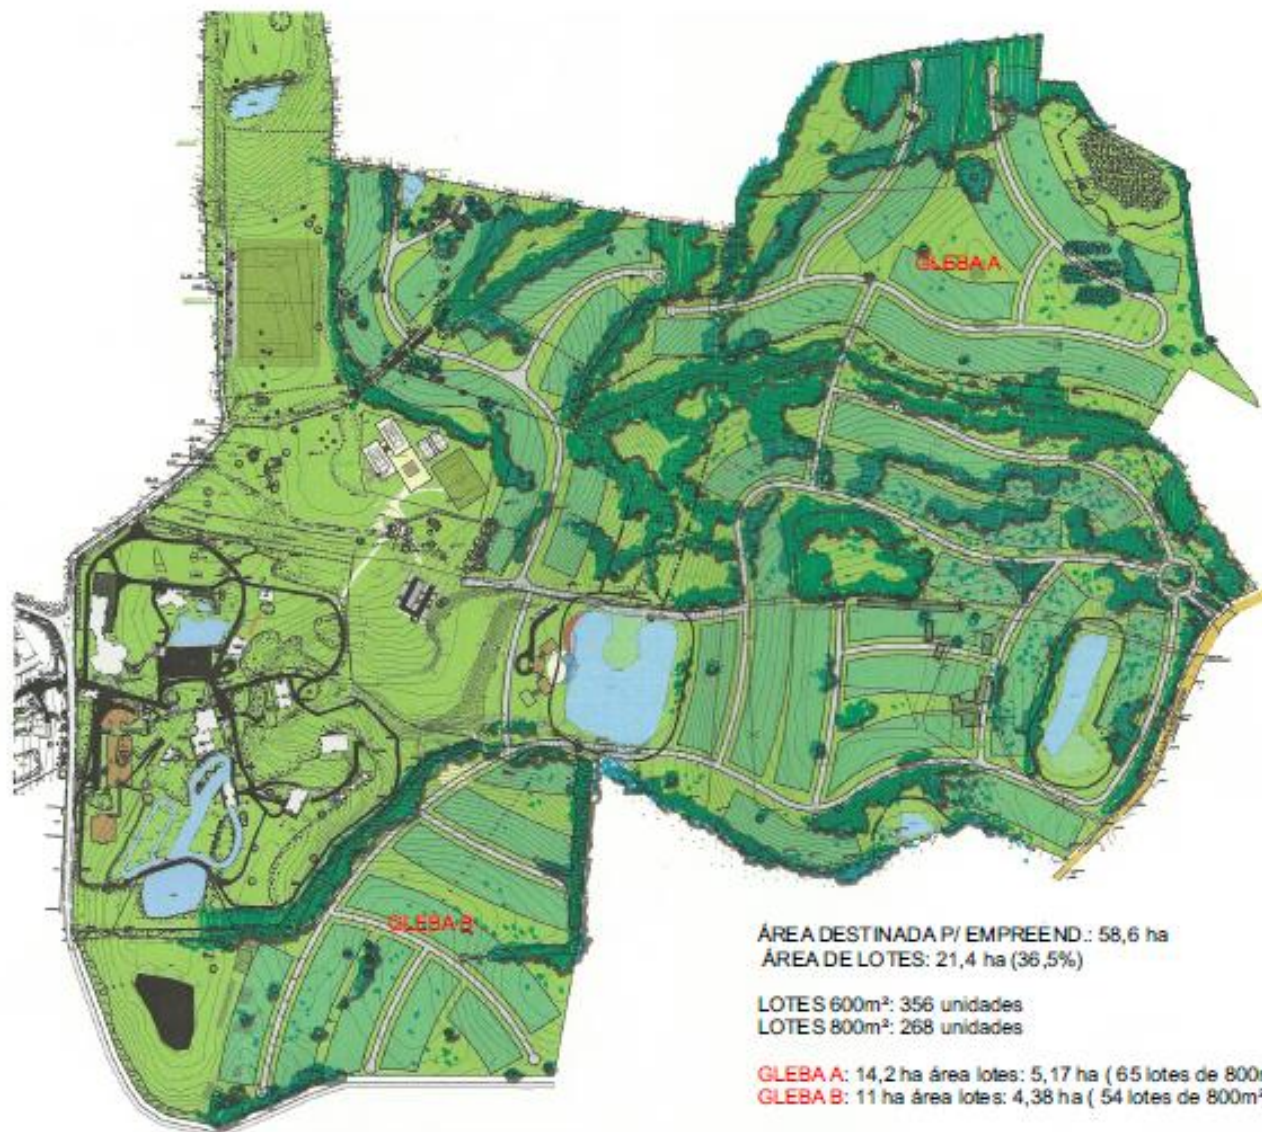 GLEBA A
GLEBA B
ÁREA DESTINADA P/ EMPREEND.: 58,6 ha
ÁREA DE LOTES: 21,4 ha (36,5%)
LOTES 600m²: 356 unidades
LOTES 800m²: 268 unidades
GLEBA A: 14,2 ha área lotes: 5,17 ha ( 65 lotes de 800m
GLEBA B: 11 ha área lotes: 4,38 ha ( 54 lotes de 800m²